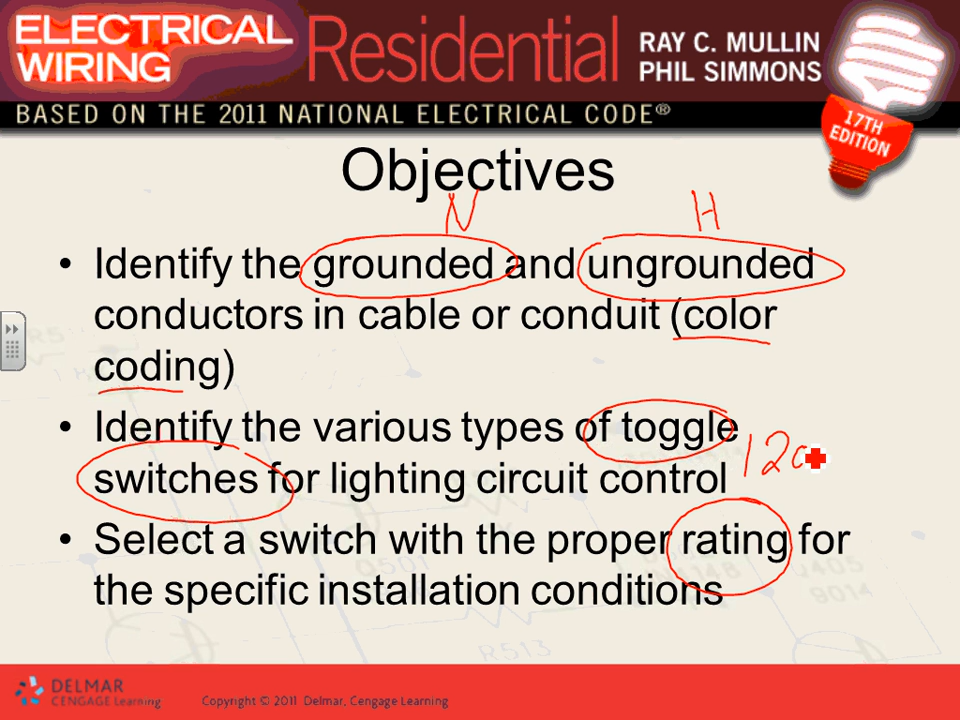 ELECTRICAL WIRING Residential RAY C. MULLIN
PHIL SIMMONS
BASED ON THE 2011 NATIONAL ELECTRICAL CODE®
17TH EDITION
Objectives
N H
• Identify the grounded and ungrounded
conductors in cable or conduit (color
coding)
• Identify the various types of toggle
switches for lighting circuit control
120
• Select a switch with the proper rating for
the specific installation conditions
Q501
R513
9014
DELMAR
CENGAGE Learning
Copyright © 2011 Delmar, Cengage Learning